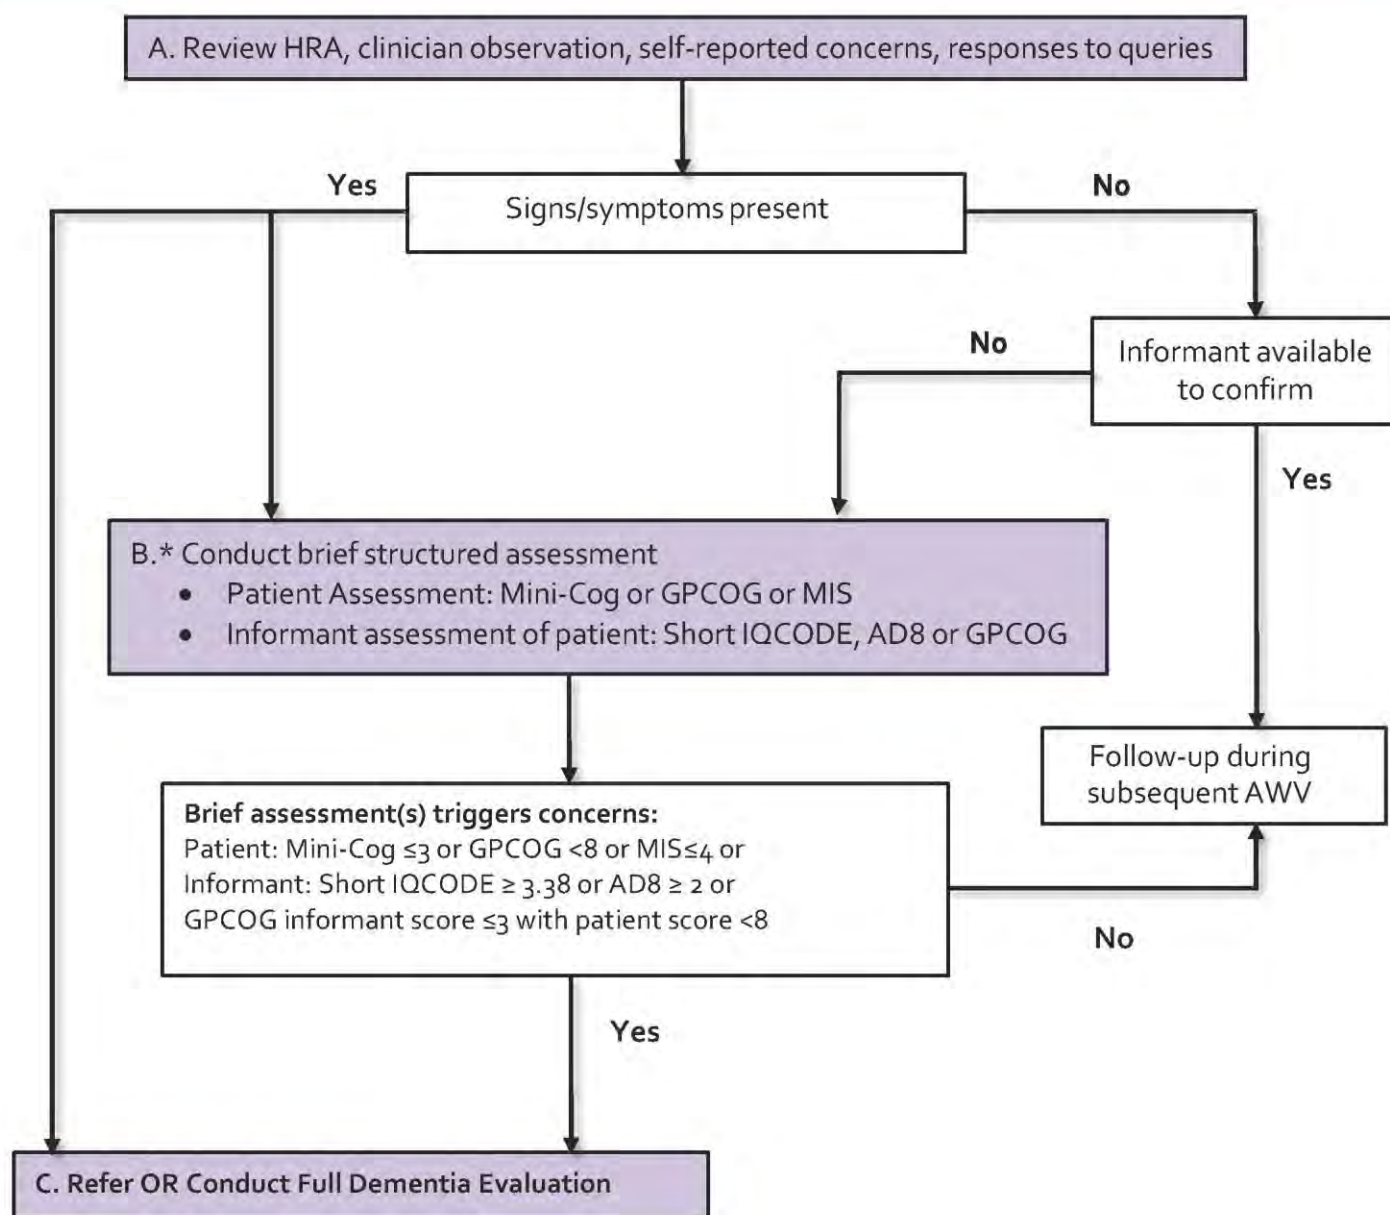 A. Review HRA, clinician observation, self-reported concerns, responses to queries
Yes
Signs/symptoms present
No
No
Informant available
to confirm
Yes
B.* Conduct brief structured assessment
• Patient Assessment: Mini-Cog or GPCOG or MIS
• Informant assessment of patient: Short IQCODE, AD8 or GPCOG
Follow-up during
subsequent AWV
Brief assessment(s) triggers concerns:
Patient: Mini-Cog ≤3 or GPCOG <8 or MIS≤4 or
Informant: Short IQCODE ≥ 3.38 or AD8 ≥ 2 or
GPCOG informant score ≤3 with patient score <8
No
Yes
C. Refer OR Conduct Full Dementia Evaluation